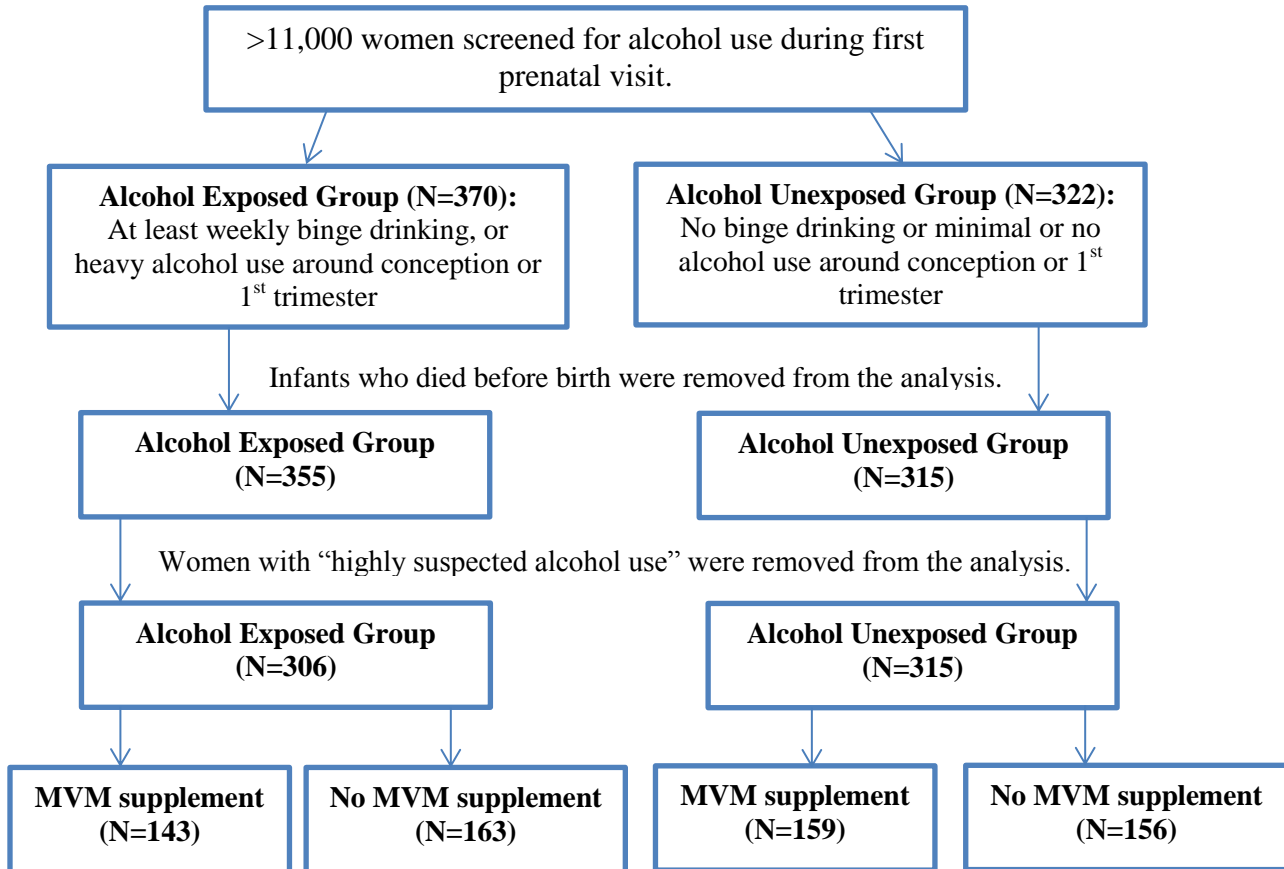 >11,000 women screened for alcohol use during first
prenatal visit.
Alcohol Exposed Group (N=370):
At least weekly binge drinking, or
heavy alcohol use around conception or
1st trimester
Alcohol Unexposed Group (N=322):
No binge drinking or minimal or no
alcohol use around conception or 1st
trimester
Infants who died before birth were removed from the analysis.
Alcohol Exposed Group
(N=355)
Alcohol Unexposed Group
(N=315)
Women with “highly suspected alcohol use” were removed from the analysis.
Alcohol Exposed Group
(N=306)
Alcohol Unexposed Group
(N=315)
MVM supplement
(N=143)
No MVM supplement
(N=163)
MVM supplement
(N=159)
No MVM supplement
(N=156)